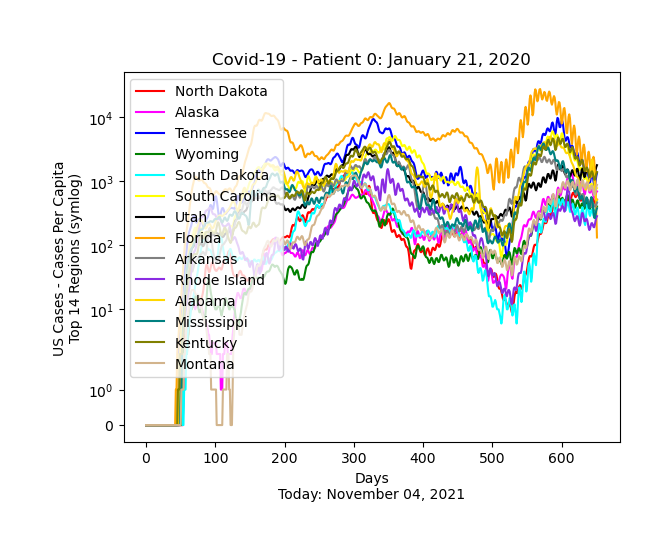 Covid-19 - Patient 0: January 21, 2020
US Cases - Cases Per Capita
Top 14 Regions (symlog)
10^4
10^3
10^2
10^1
10^0
0
North Dakota
Alaska
Tennessee
Wyoming
South Dakota
South Carolina
Utah
Florida
Arkansas
Rhode Island
Alabama
Mississippi
Kentucky
Montana
0 100 200 300 400 500 600
Days
Today: November 04, 2021